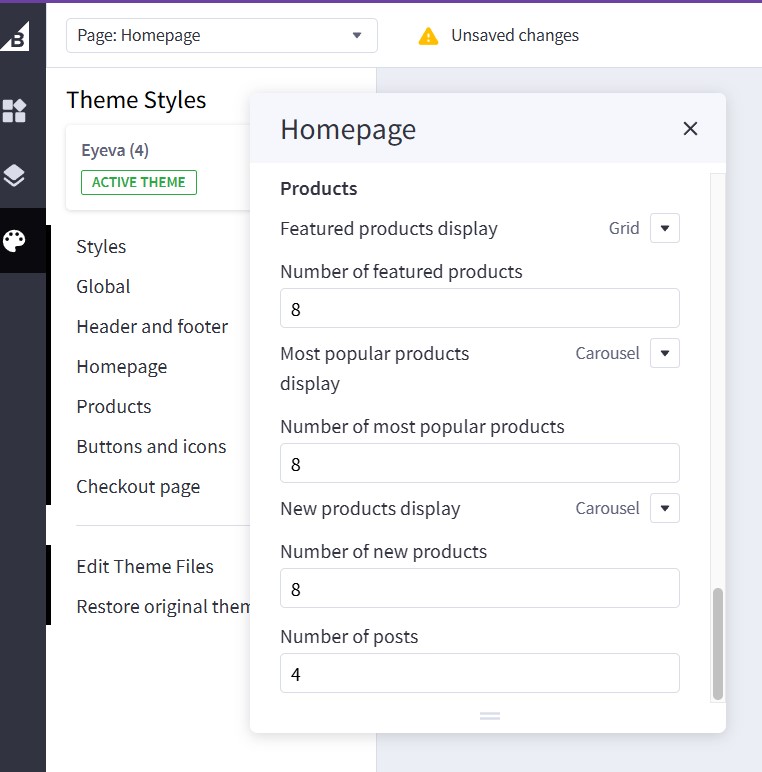 B
Page: Homepage
Unsaved changes
Theme Styles
Eyeva (4)
ACTIVE THEME
Styles
Global
Header and footer
Homepage
Products
Buttons and icons
Checkout page
Edit Theme Files
Restore original them
Homepage
Products
Featured products display Grid
Number of featured products
8
Most popular products Carousel
display
Number of most popular products
8
New products display Carousel
Number of new products
8
Number of posts
4